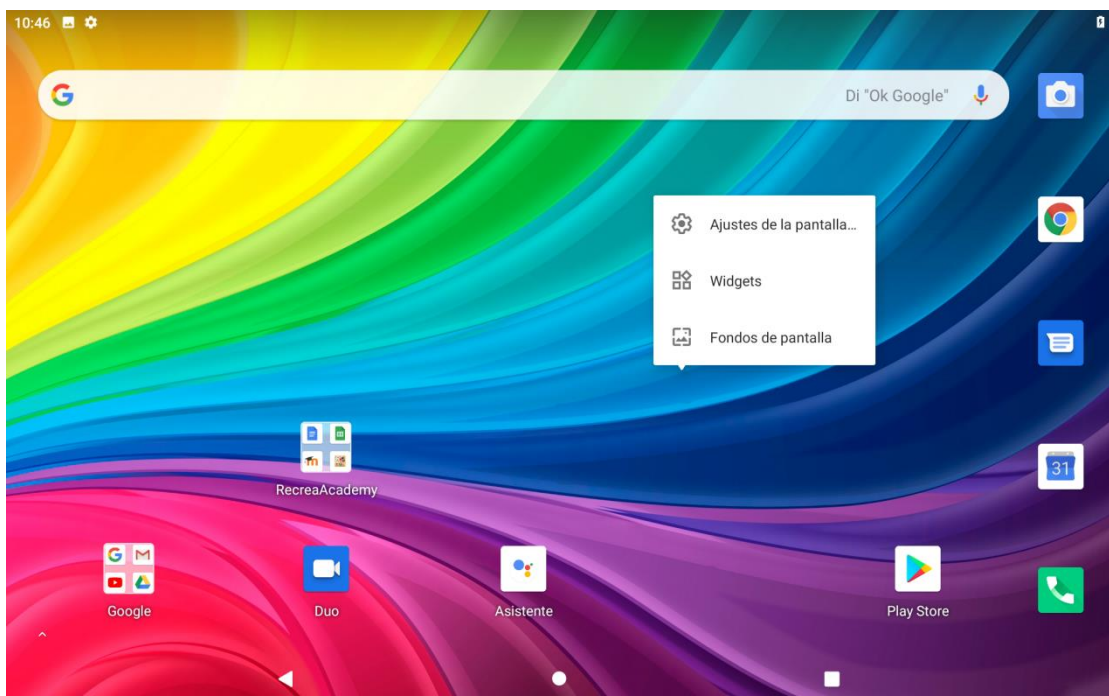 10:46
Di "Ok Google"
Ajustes de la pantalla…
Widgets
Fondos de pantalla
RecreaAcademy
31
Google
Duo
Asistente
Play Store